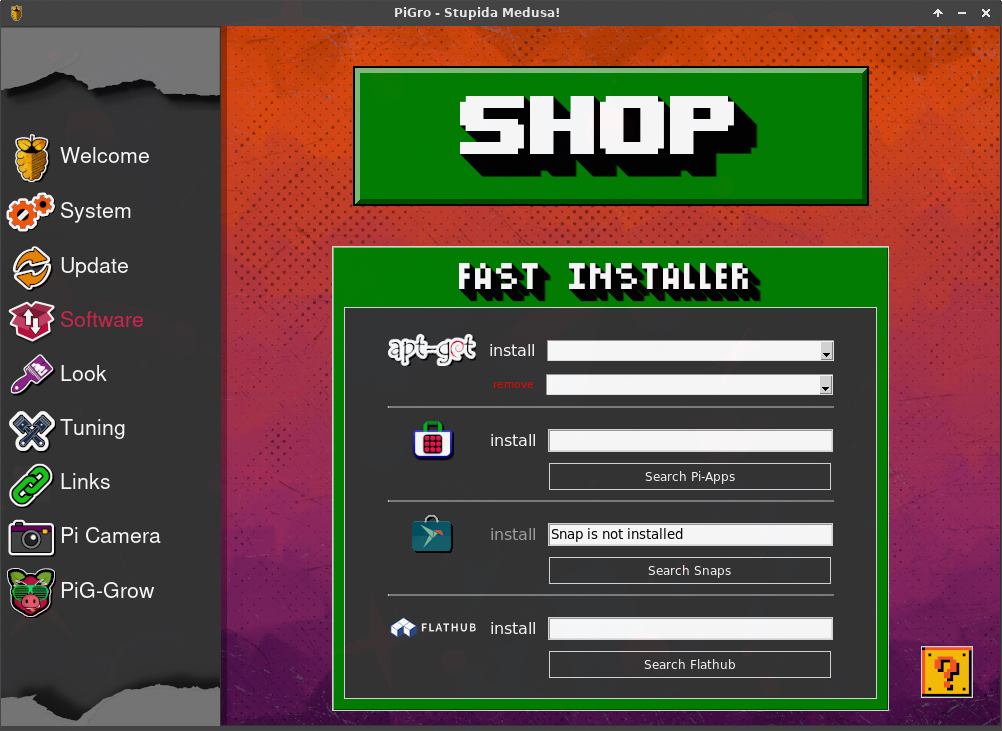 PiGro - Stupida Medusa!
Welcome
System
Update
Software
Look
Tuning
Links
Pi Camera
PiG-Grow
SHOP
FAST INSTALLER
apt-get install
remove
install
Search Pi-Apps
install Snap is not installed
Search Snaps
FLATHUB install
Search Flathub
?